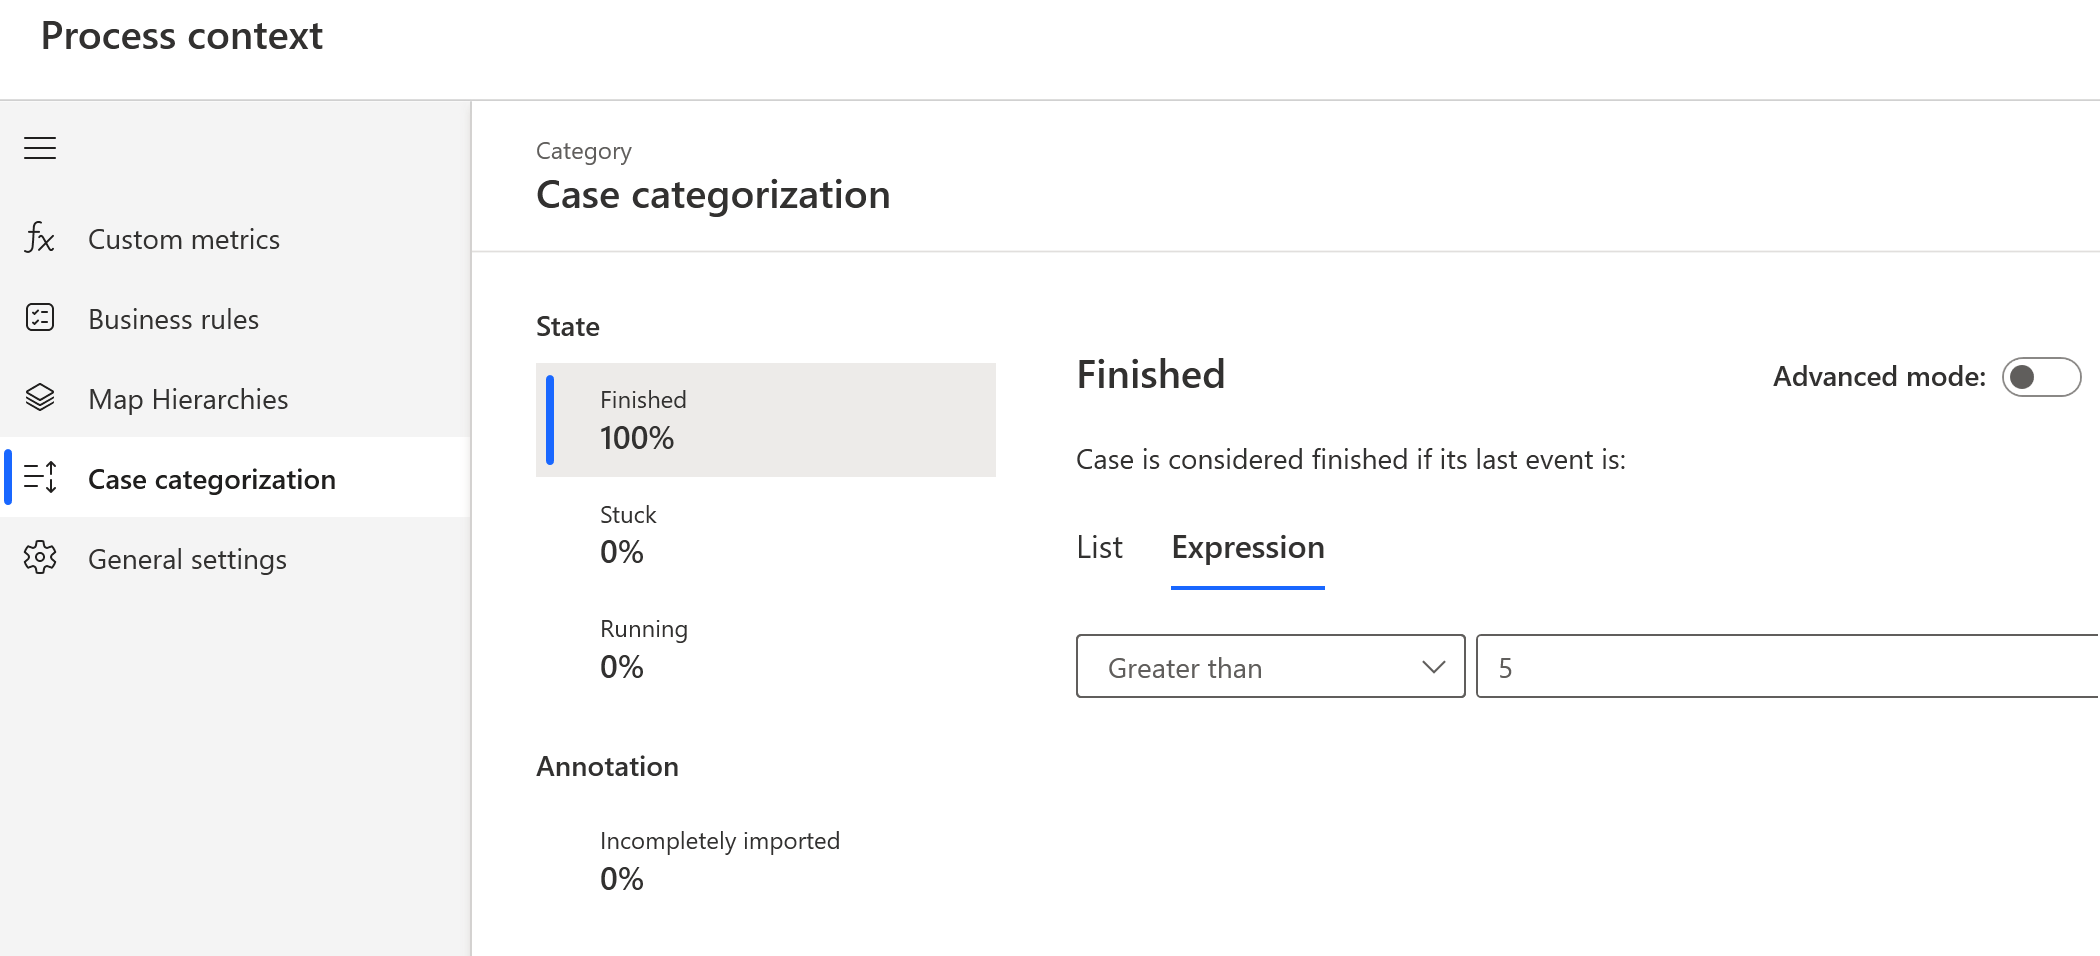 Process context
Custom metrics
Business rules
Map Hierarchies
Case categorization
General settings
Category
Case categorization
State
Finished
100%
Stuck
0%
Running
0%
Annotation
Incompletely imported
0%
Finished
Advanced mode:
Case is considered finished if its last event is:
List Expression
Greater than 5